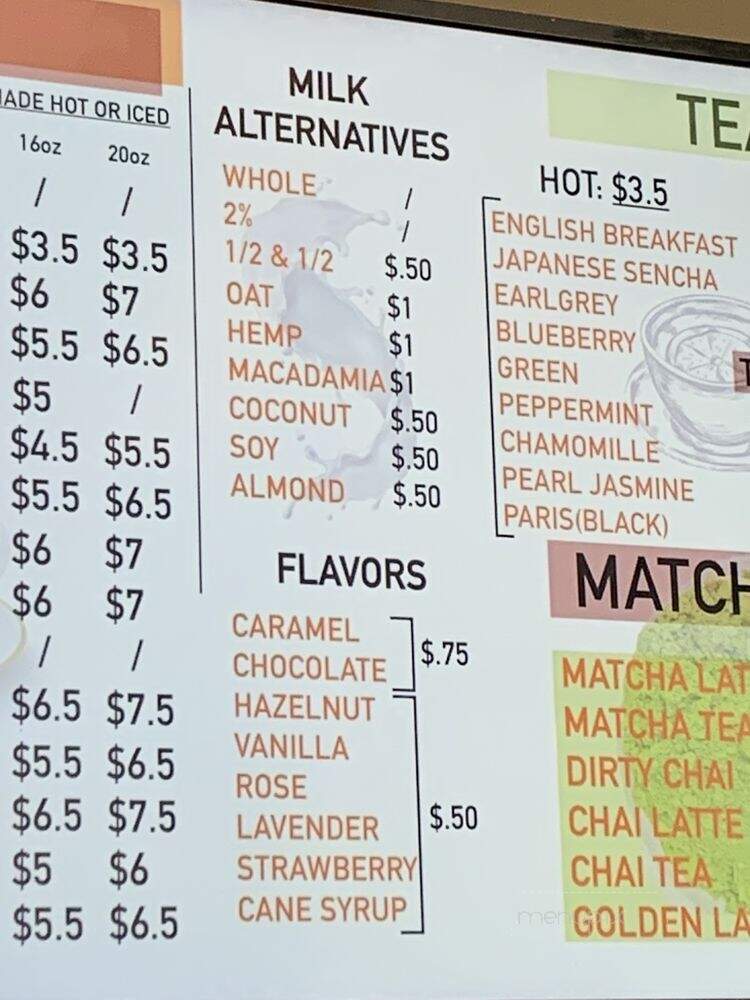 MADE HOT OR ICED
16oz 20oz
/ /
$3.5 $3.5
$6 $7
$5.5 $6.5
$5 /
$4.5 $5.5
$5.5 $6.5
$6 $7
$6 $7
/ /
$6.5 $7.5
$5.5 $6.5
$6.5 $7.5
$5 $6
$5.5 $6.5
MILK
ALTERNATIVES
WHOLE /
2% /
1/2 & 1/2 $.50
OAT $1
HEMP $1
MACADAMIA $1
COCONUT $.50
SOY $.50
ALMOND $.50
FLAVORS
CARAMEL
CHOCOLATE
$.75
HAZELNUT
VANILLA
ROSE
LAVENDER
STRAWBERRY
CANE SYRUP
$.50
TEA
HOT: $3.5
ENGLISH BREAKFAST
JAPANESE SENCHA
EARLGREY
BLUEBERRY
GREEN
PEPPERMINT
CHAMOMILLE
PEARL JASMINE
PARIS(BLACK)
T
MATCH
MATCHA LAT
MATCHA TEA
DIRTY CHAI
CHAI LATTE
CHAI TEA
GOLDEN LA